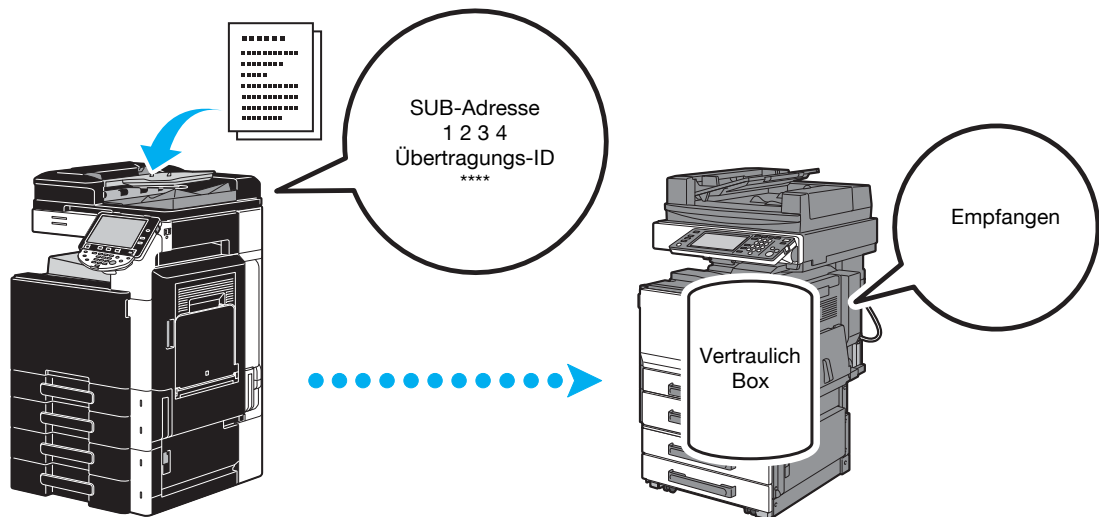 SUB-Adresse
1 2 3 4
Übertragungs-ID
****
Empfangen
Vertraulich
Box